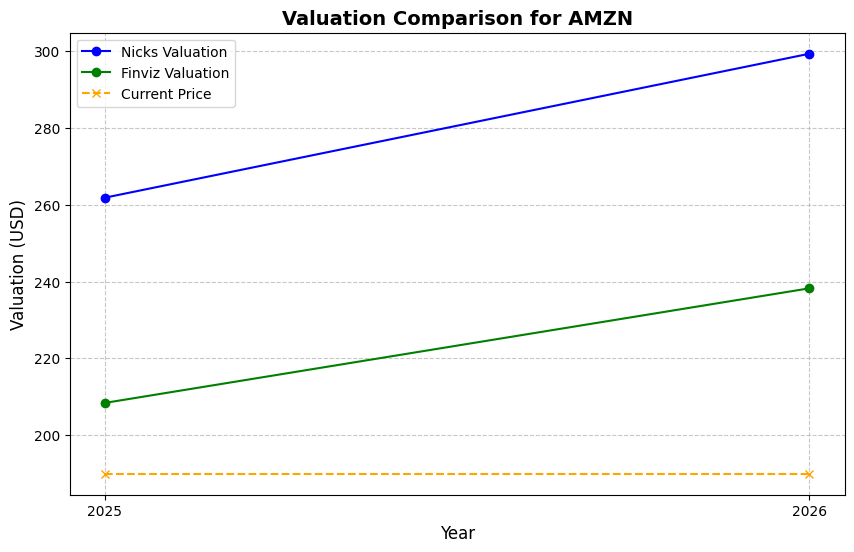 Valuation Comparison for AMZN
Nicks Valuation
Finviz Valuation
Current Price
300
280
260
240
220
200
Valuation (USD)
2025
2026
Year